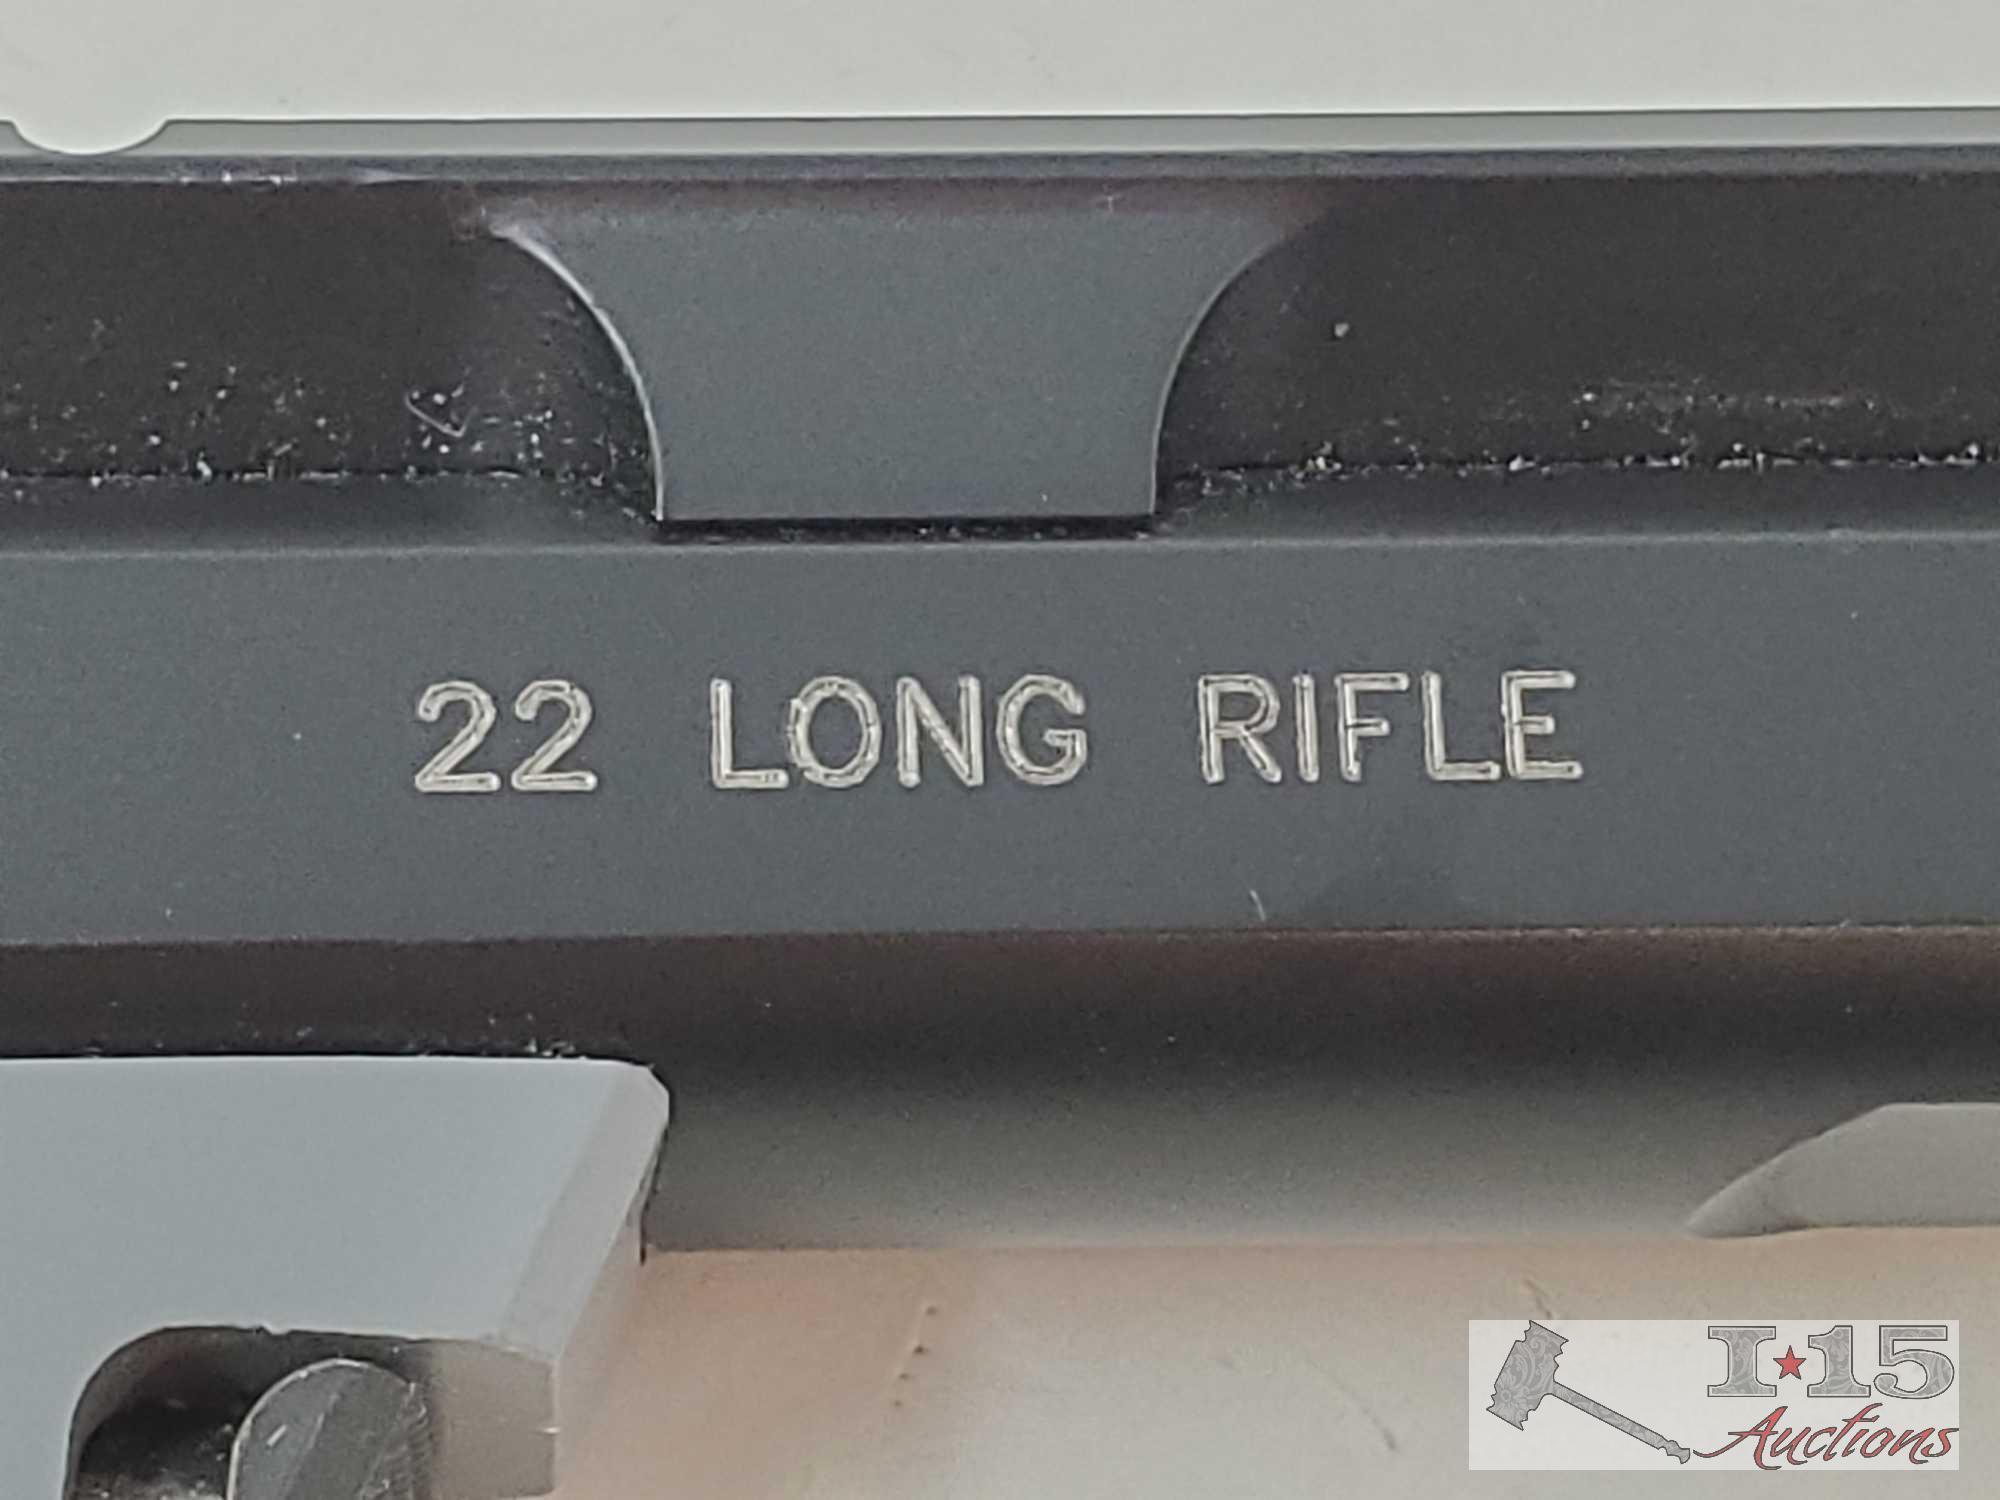 22 LONG RIFLE
I-15
Auctions